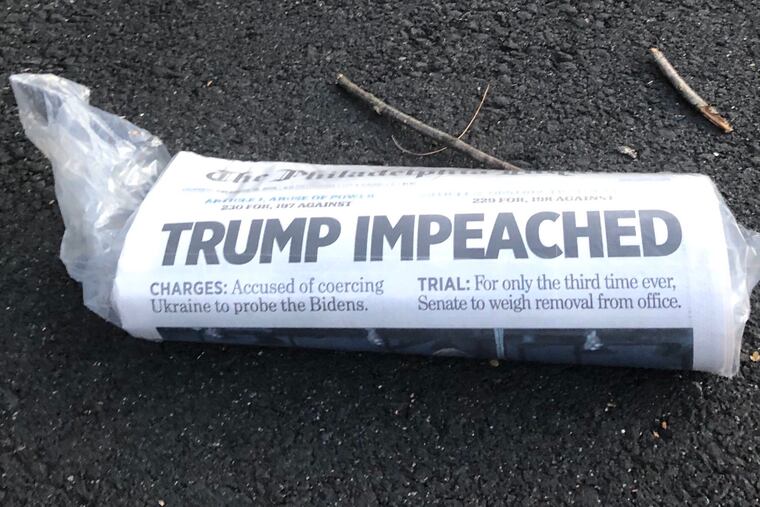 The Philadelphia
ARTICLE I, ABUSE OF POWER
230 FOR, 197 AGAINST
229 FOR, 198 AGAINST
TRUMP IMPEACHED
CHARGES: Accused of coercing
Ukraine to probe the Bidens.
TRIAL: For only the third time ever,
Senate to weigh removal from office.